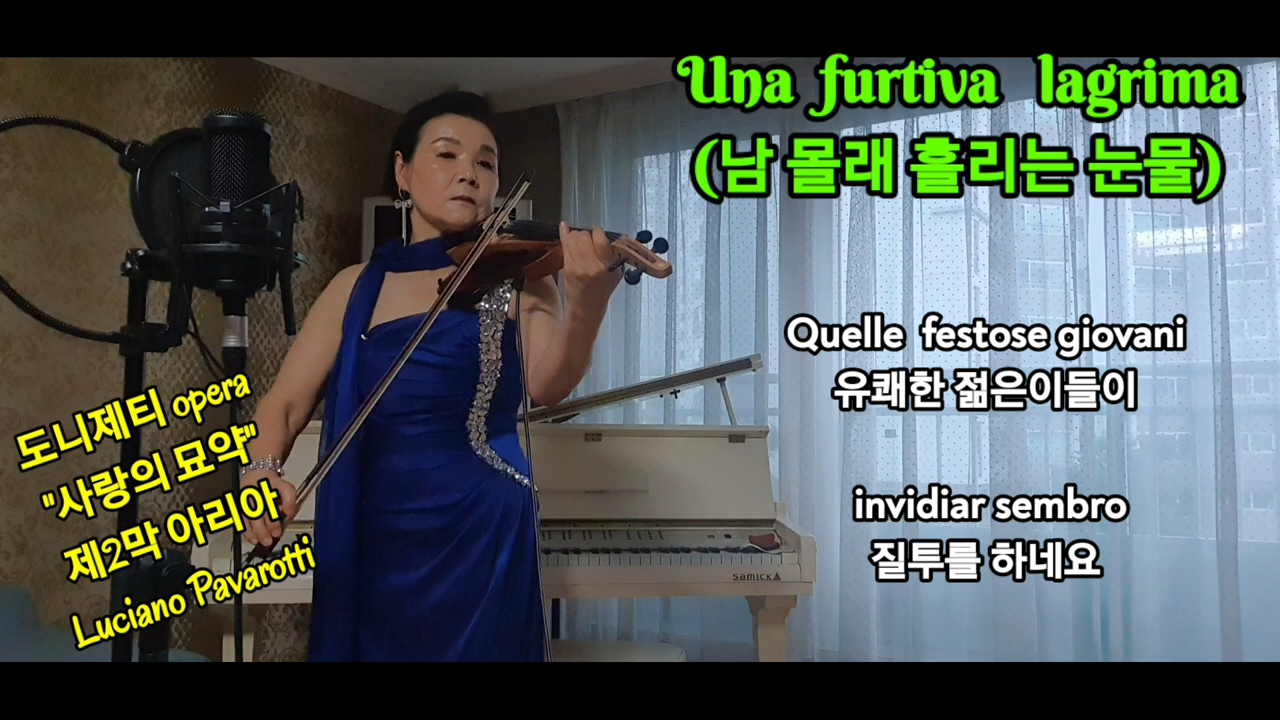 Una furtiva lagrima
(남 몰래 흘리는 눈물)
Quelle festose giovani
유쾌한 젊은이들이
invidiar sembro
질투를 하네요
도니제티 opera
"사랑의 묘약"
제2막 아리아
Luciano Pavarotti
SAMICK